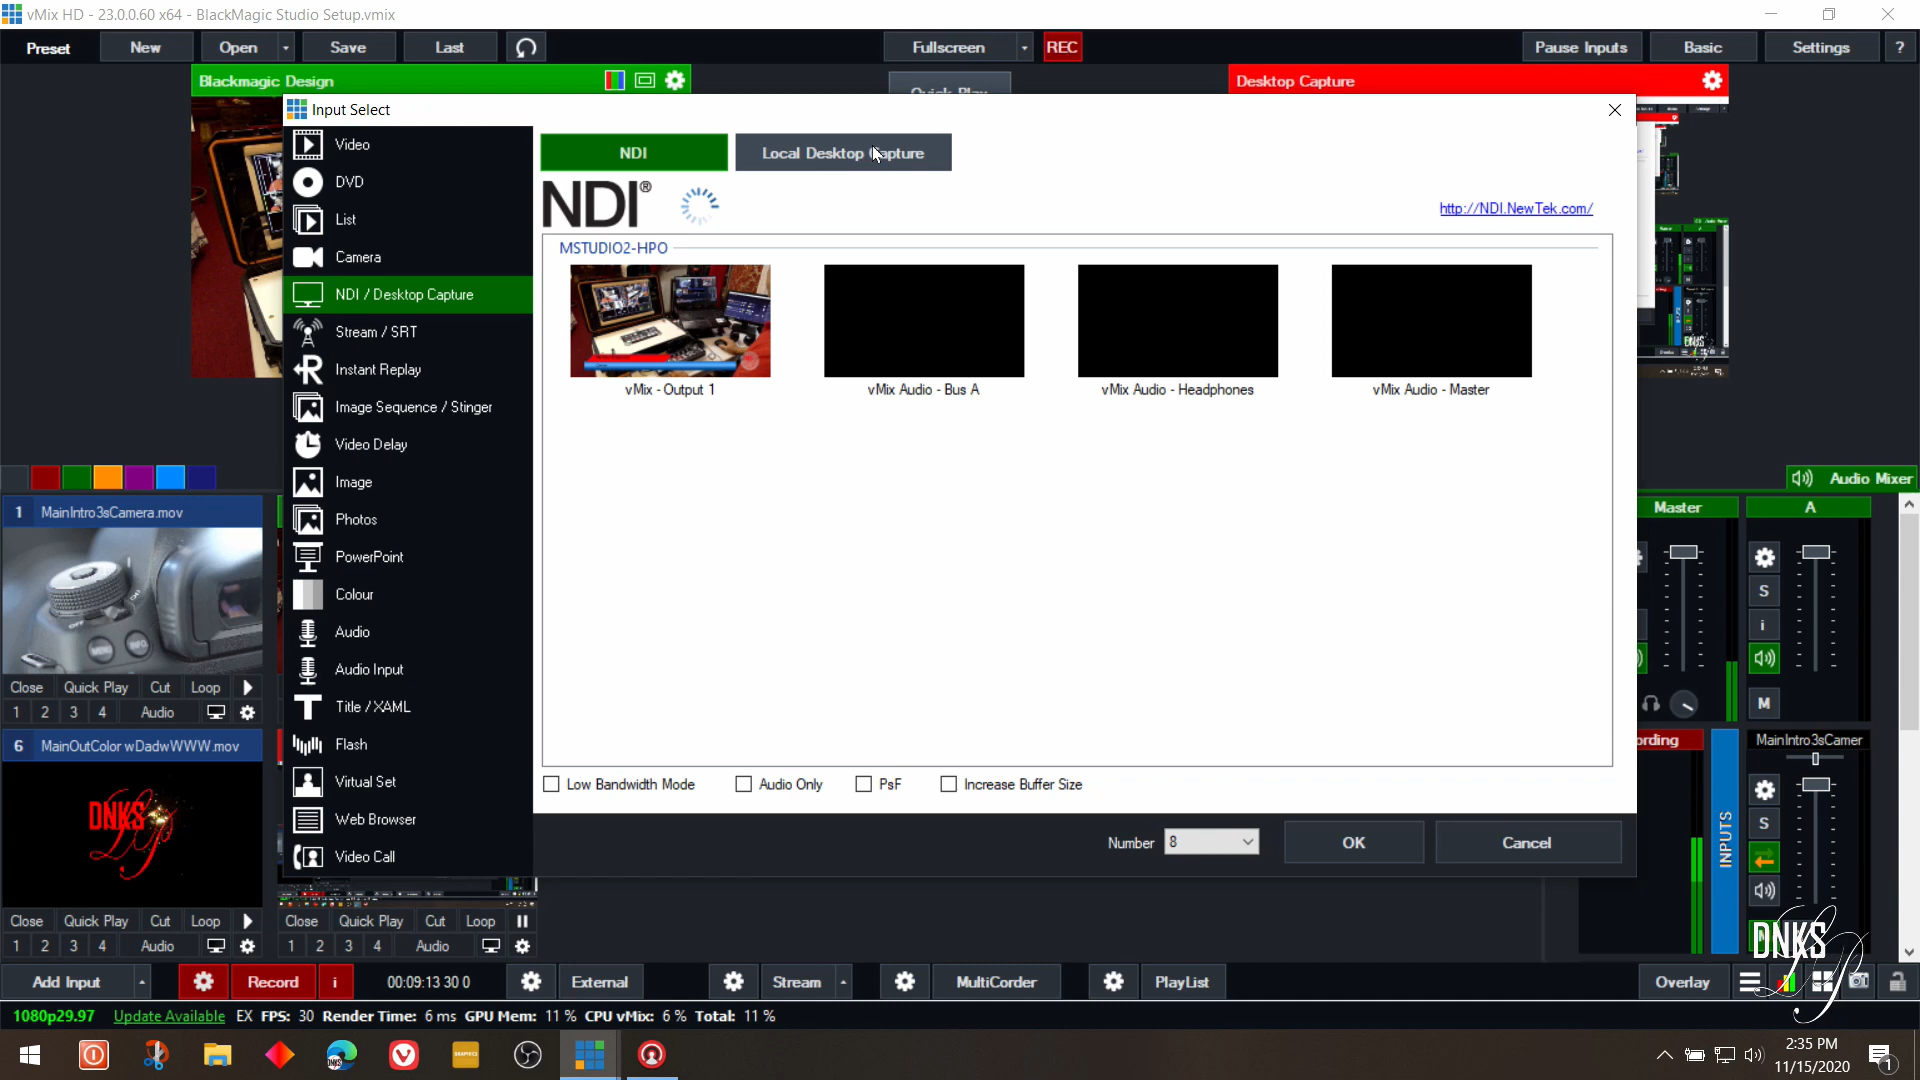 vMix HD - 23.0.0.60 x64 - BlackMagic Studio Setup.vmix
Preset New Open Save Last Fullscreen REC Pause Inputs Basic Settings ?
Blackmagic Design
Desktop Capture
Input Select
Video
DVD
List
Camera
NDI / Desktop Capture
Stream / SRT
Instant Replay
Image Sequence / Stinger
Video Delay
Image
Photos
PowerPoint
Colour
Audio
Audio Input
Title / XAML
Flash
Virtual Set
Web Browser
Video Call
NDI Local Desktop Capture
NDI®
http://NDI.NewTek.com/
MSTUDIO2-HPO
vMix - Output 1 vMix Audio - Bus A vMix Audio - Headphones vMix Audio - Master
Low Bandwidth Mode Audio Only PsF Increase Buffer Size
Number 8 OK Cancel
Audio Mixer
1 MainIntro3sCamera.mov
Close Quick Play Cut Loop
1 2 3 4 Audio
6 MainOutColor wDadwWWW.mov
DNKS
Close Quick Play Cut Loop
1 2 3 4 Audio
Close Quick Play Cut Loop
1 2 3 4 Audio
Master A
S
i
M
ording
INPUTS
MainIntro3sCamer
S
DNKS
Add Input Record i 00:09:13 30 0 External Stream MultiCorder PlayList Overlay
1080p29.97 Update Available EX FPS: 30 Render Time: 6 ms GPU Mem: 11 % CPU vMix: 6 % Total: 11 %
2:35 PM
11/15/2020
1